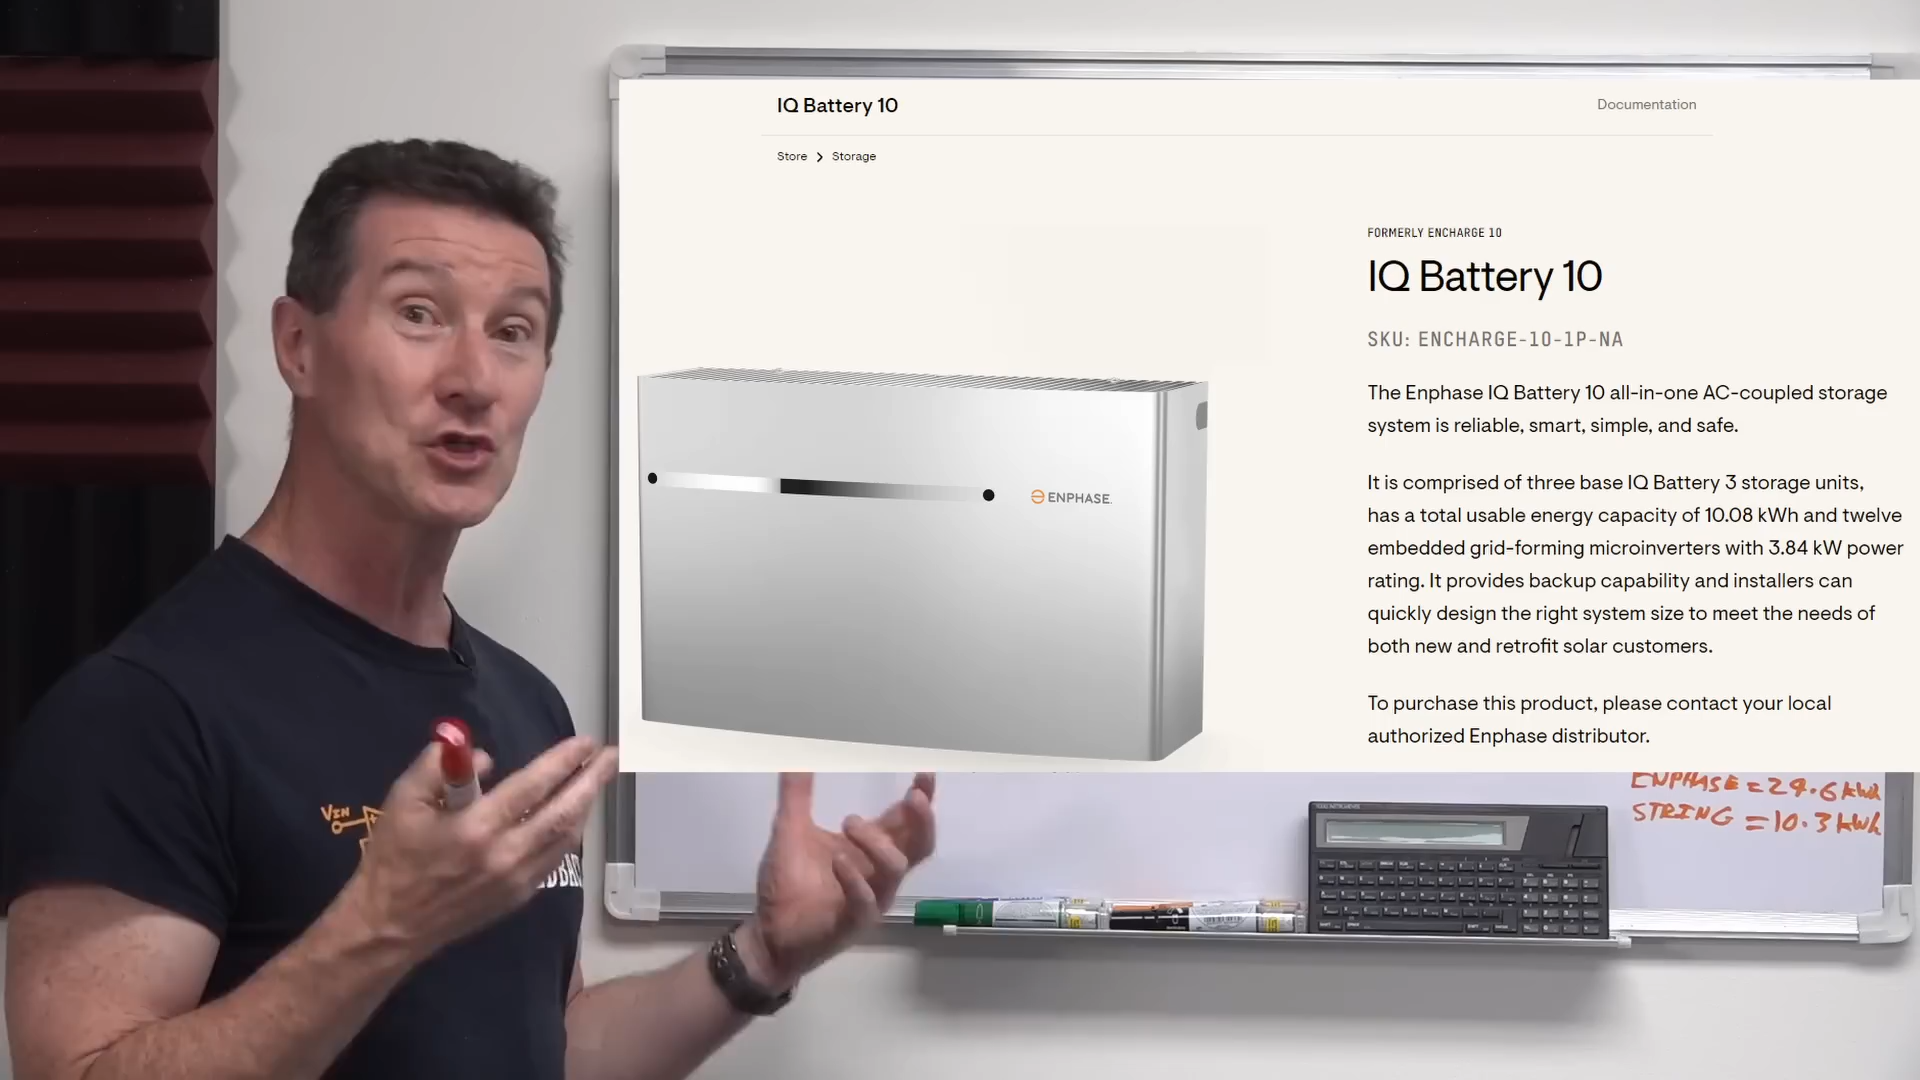 IQ Battery 10
Documentation
Store > Storage
FORMERLY ENCHARGE 10
IQ Battery 10
SKU: ENCHARGE-10-1P-NA
The Enphase IQ Battery 10 all-in-one AC-coupled storage
system is reliable, smart, simple, and safe.
It is comprised of three base IQ Battery 3 storage units,
has a total usable energy capacity of 10.08 kWh and twelve
embedded grid-forming microinverters with 3.84 kW power
rating. It provides backup capability and installers can
quickly design the right system size to meet the needs of
both new and retrofit solar customers.
To purchase this product, please contact your local
authorized Enphase distributor.
ENPHASE.
ENPHASE = 29.6 kWh
STRING = 10.3 kWh
VIN